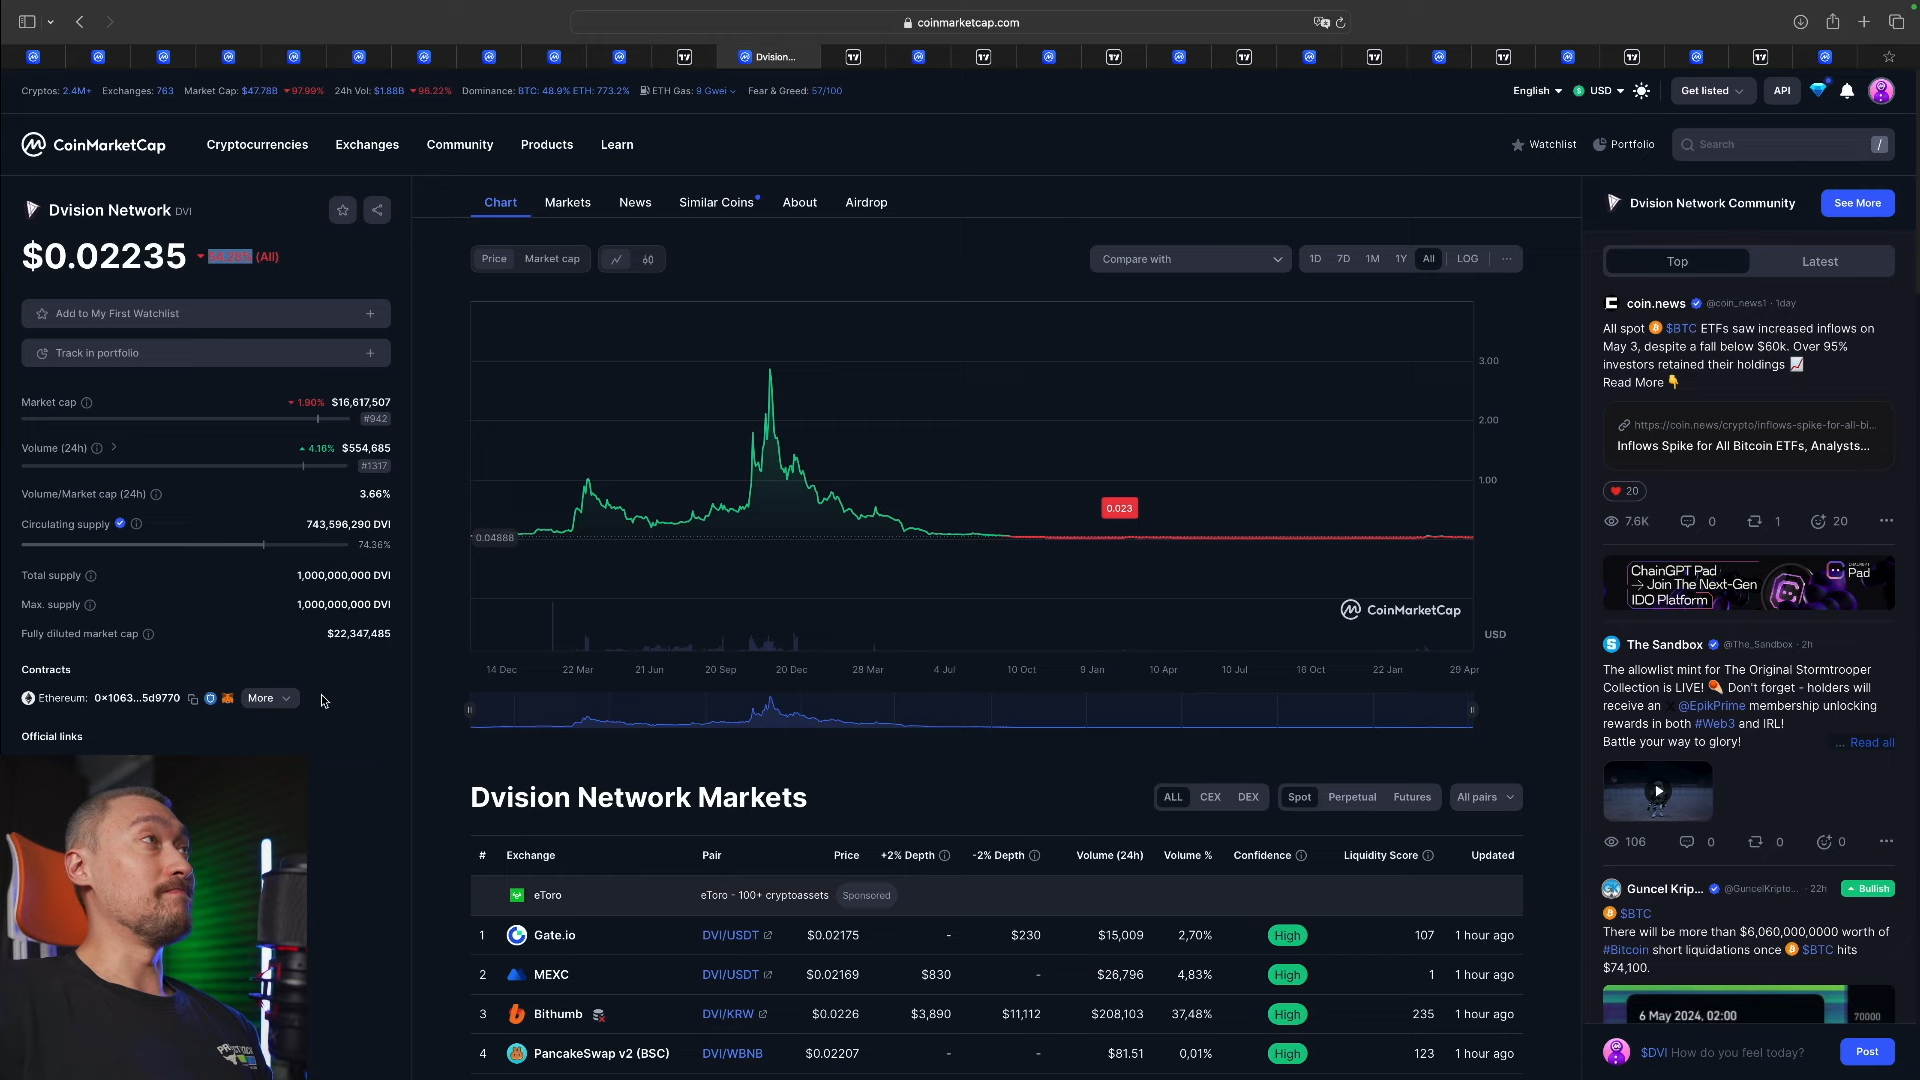 coinmarketcap.com
Dvision...
Cryptos: 2.4M+ Exchanges: 763 Market Cap: $47.78B 97.99% 24h Vol: $1.88B 96.22% Dominance: BTC: 48.9% ETH: 773.2% ETH Gas: 9 Gwei Fear & Greed: 57/100
English USD Get listed API
CoinMarketCap Cryptocurrencies Exchanges Community Products Learn
Watchlist Portfolio Search /
Dvision Network DVI
$0.02235 (All)
Add to My First Watchlist +
Track in portfolio +
Market cap 1.90% $16,617,507
#942
Volume (24h) 4.16% $554,685
#1317
Volume/Market cap (24h) 3.66%
Circulating supply 743,596,290 DVI
74.36%
Total supply 1,000,000,000 DVI
Max. supply 1,000,000,000 DVI
Fully diluted market cap $22,347,485
Contracts
Ethereum: 0x1063...5d9770 More
Official links
Chart Markets News Similar Coins About Airdrop
Price Market cap
Compare with 1D 7D 1M 1Y All LOG ...
3.00
2.00
1.00
0.023
0.04888
CoinMarketCap
USD
14 Dec 22 Mar 21 Jun 20 Sep 20 Dec 28 Mar 4 Jul 10 Oct 9 Jan 10 Apr 10 Jul 16 Oct 22 Jan 29 Apr
Dvision Network Markets
ALL CEX DEX Spot Perpetual Futures All pairs
# Exchange Pair Price +2% Depth -2% Depth Volume (24h) Volume % Confidence Liquidity Score Updated
eToro eToro - 100+ cryptoassets Sponsored
1 Gate.io DVI/USDT $0.02175 - $230 $15,009 2,70% High 107 1 hour ago
2 MEXC DVI/USDT $0.02169 $830 - $26,796 4,83% High 1 1 hour ago
3 Bithumb DVI/KRW $0.0226 $3,890 $11,112 $208,103 37,48% High 235 1 hour ago
4 PancakeSwap v2 (BSC) DVI/WBNB $0.02207 - - $81.51 0,01% High 123 1 hour ago
Dvision Network Community See More
Top Latest
coin.news @coin_news1 · 1day
All spot $BTC ETFs saw increased inflows on
May 3, despite a fall below $60k. Over 95%
investors retained their holdings
Read More
https://coin.news/crypto/inflows-spike-for-all-bi...
Inflows Spike for All Bitcoin ETFs, Analysts...
20
7.6K 0 1 20 ...
ChainGPT Pad
→ Join The Next-Gen
IDO Platform
Pad
The Sandbox @The_Sandbox · 2h
The allowlist mint for The Original Stormtrooper
Collection is LIVE! Don't forget - holders will
receive an @EpikPrime membership unlocking
rewards in both #Web3 and IRL!
Battle your way to glory! ... Read all
106 0 0 0 ...
Guncel Krip... @GuncelKripto... · 22h Bullish
$BTC
There will be more than $6,060,000,0000 worth of
#Bitcoin short liquidations once $BTC hits
$74,100.
6 May 2024, 02:00
70000
$DVI How do you feel today? Post